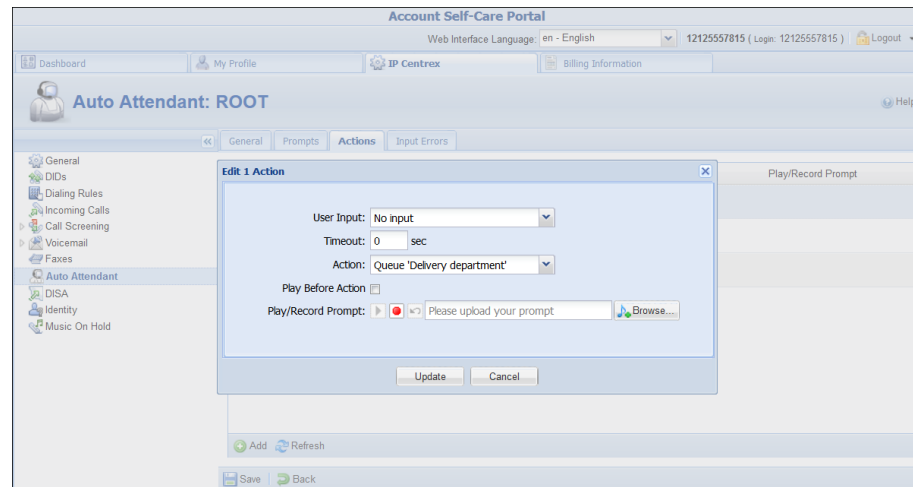 Account Self-Care Portal
Web Interface Language: en - English 12125557815 ( Login: 12125557815 ) Logout
Dashboard My Profile IP Centrex Billing Information
Auto Attendant: ROOT Help
General Prompts Actions Input Errors
General
DIDs
Dialing Rules
Incoming Calls
Call Screening
Voicemail
Faxes
Auto Attendant
DISA
Identity
Music On Hold
Play/Record Prompt
Edit 1 Action
User Input: No input
Timeout: 0 sec
Action: Queue 'Delivery department'
Play Before Action
Play/Record Prompt: Please upload your prompt Browse...
Update Cancel
Add Refresh
Save Back